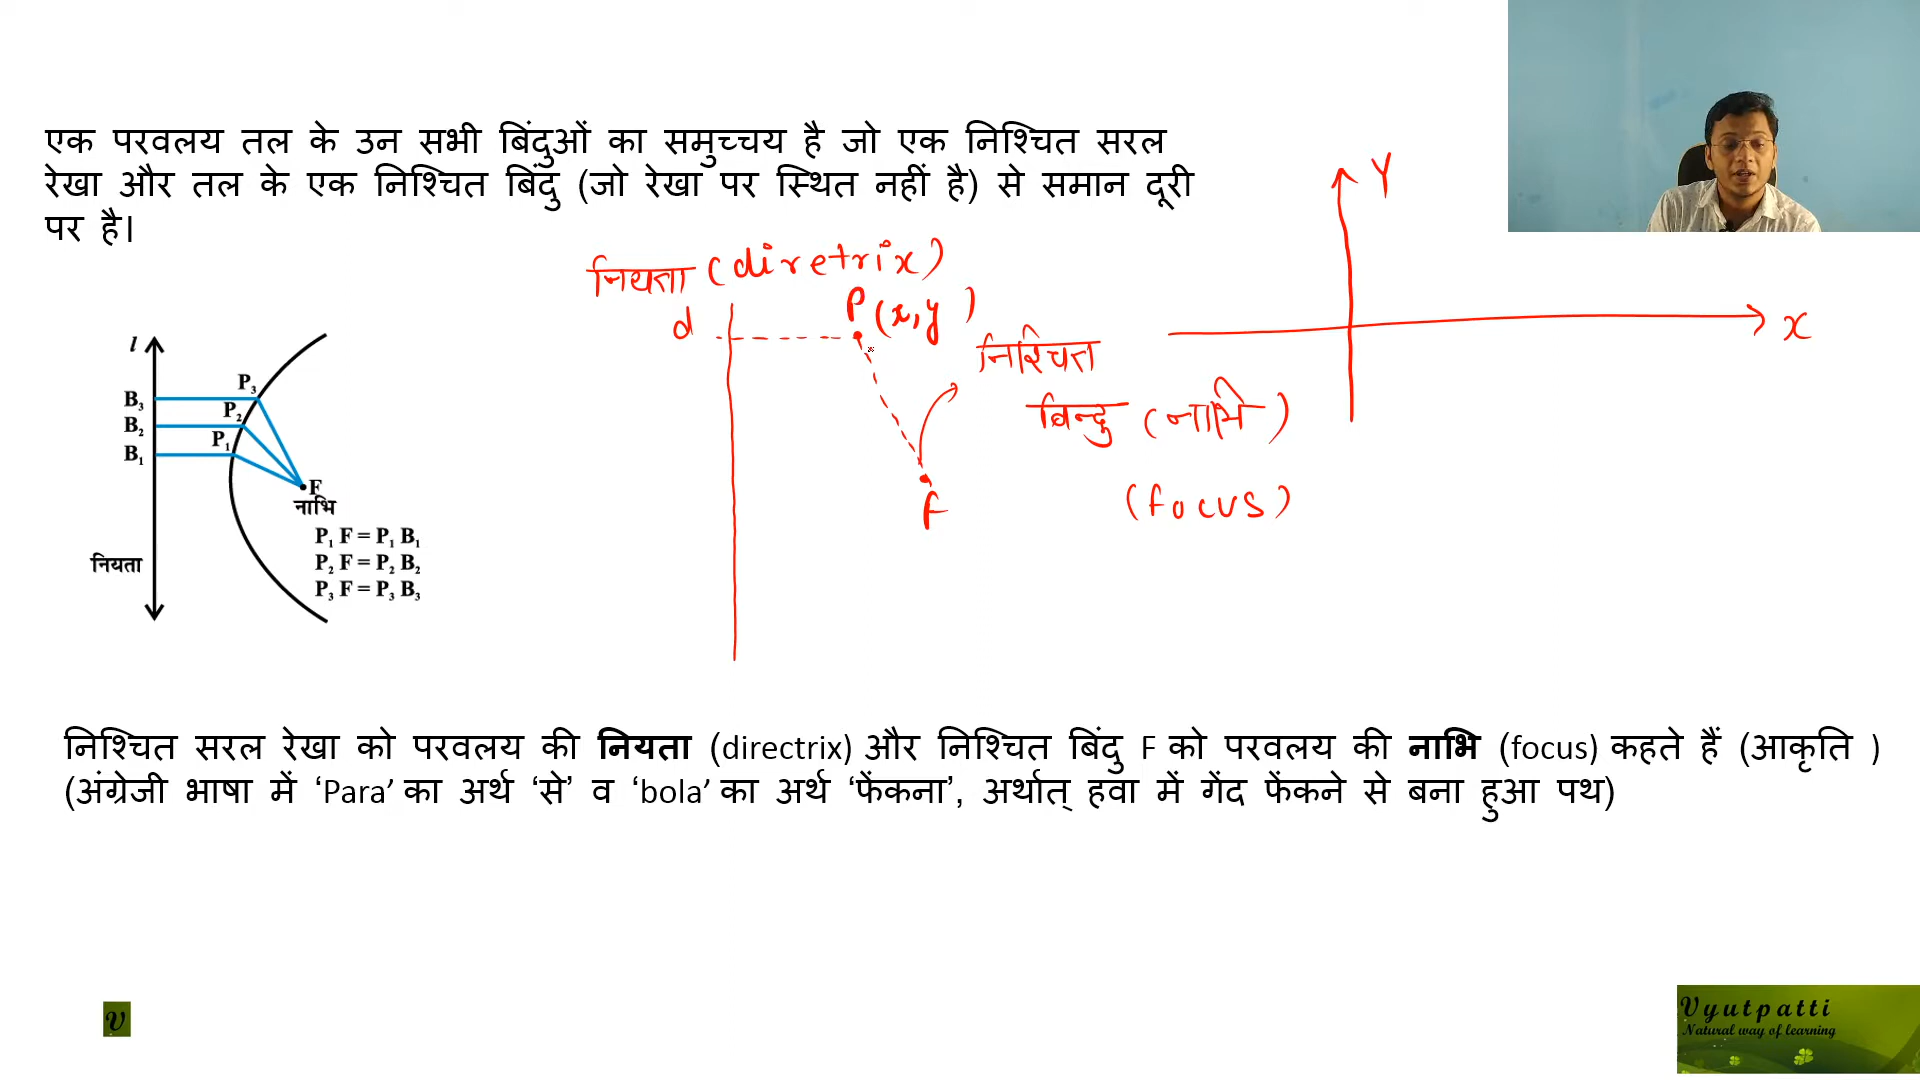 एक परवलय तल के उन सभी बिंदुओं का समुच्चय है जो एक निश्चित सरल
रेखा और तल के एक निश्चित बिंदु (जो रेखा पर स्थित नहीं है) से समान दूरी
पर है।
नियता (diretrix)
d
P (x,y)
F
निश्चित
बिन्दु (नाभि)
(focus)
Y
x
l
B3
B2
B1
P3
P2
P1
F
नाभि
नियता
P1 F = P1 B1
P2 F = P2 B2
P3 F = P3 B3
निश्चित सरल रेखा को परवलय की नियता (directrix) और निश्चित बिंदु F को परवलय की नाभि (focus) कहते हैं (आकृति )
(अंग्रेजी भाषा में ‘Para’ का अर्थ ‘से’ व ‘bola’ का अर्थ ‘फेंकना’, अर्थात् हवा में गेंद फेंकने से बना हुआ पथ)
v
Vyutpatti
Natural way of learning